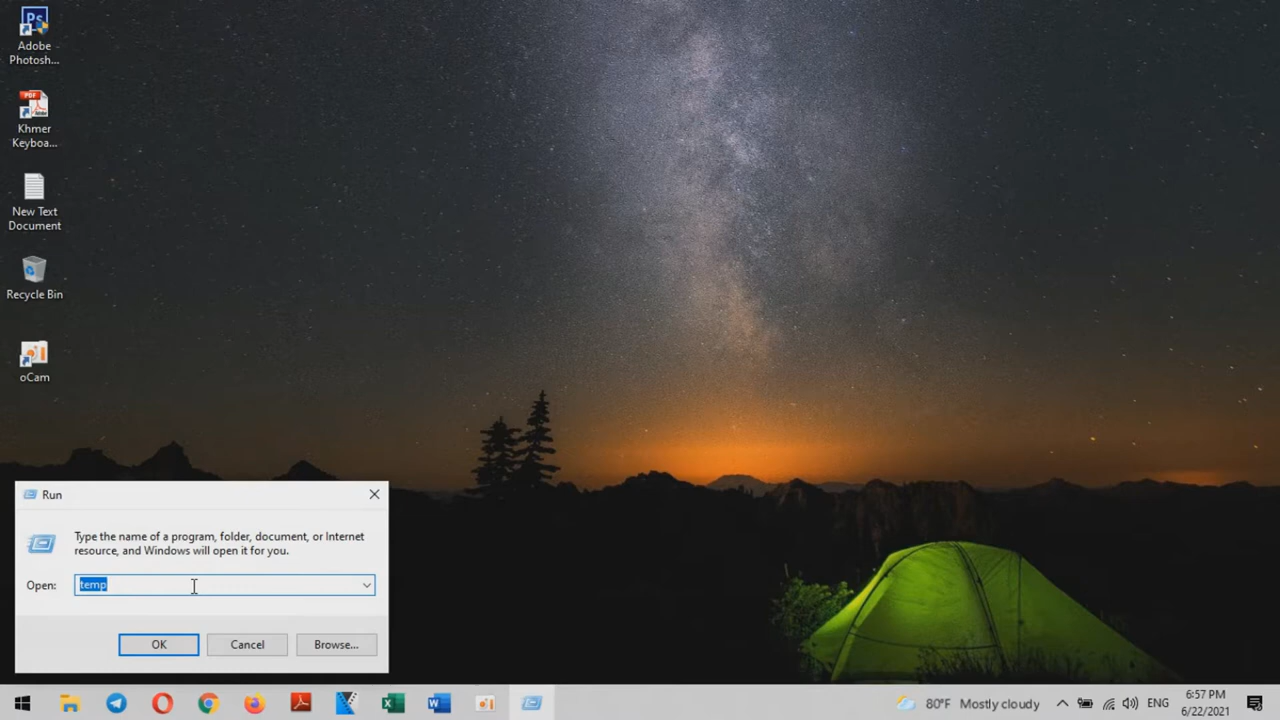 Ps
Adobe
Photosh...
PDF
Khmer
Keyboa...
New Text
Document
Recycle Bin
oCam
Run
Type the name of a program, folder, document, or Internet
resource, and Windows will open it for you.
Open: temp
OK Cancel Browse...
80°F Mostly cloudy ENG
6:57 PM
6/22/2021